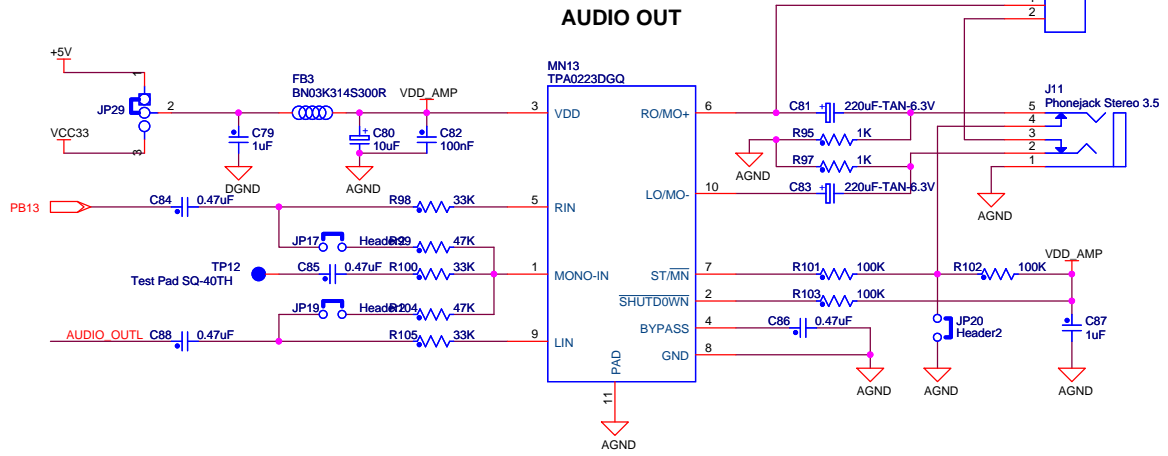 AUDIO OUT
1
2
+5V
1
JP29
2
VCC33
3
FB3
BN03K314S300R
VDD_AMP
C79
1uF
DGND
C80
10uF
C82
100nF
AGND
MN13
TPA0223DGQ
3 VDD
RO/MO+ 6
C81 220uF-TAN-6.3V
R95 1K
AGND
R97 1K
LO/MO- 10
C83 220uF-TAN-6.3V
J11
Phonejack Stereo 3.5
5
4
3
2
1
AGND
PB13
C84 0.47uF
R98 33K
5 RIN
JP17 Header2
R99 47K
TP12
Test Pad SQ-40TH
C85 0.47uF
R100 33K
1 MONO-IN
JP19 Header2
R104 47K
AUDIO_OUTL
C88 0.47uF
R105 33K
9 LIN
ST/MN 7
R101 100K
R102 100K
VDD_AMP
SHUTD0WN 2
R103 100K
BYPASS 4
C86 0.47uF
GND 8
AGND
JP20
Header2
AGND
C87
1uF
AGND
PAD
11
AGND